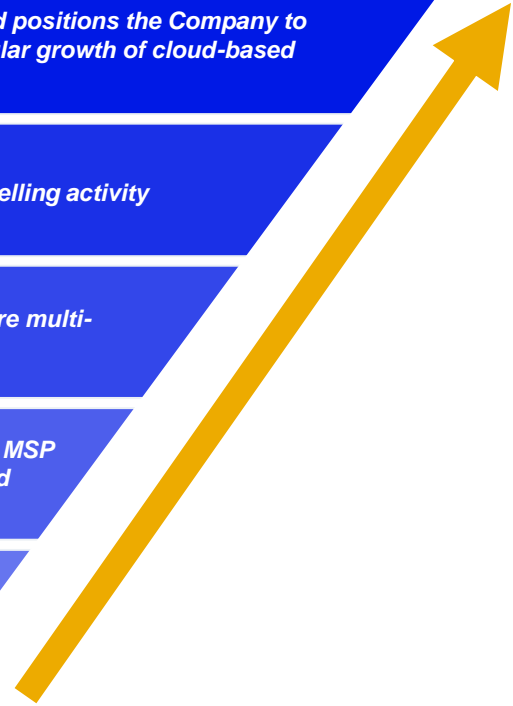 d positions the Company to
lar growth of cloud-based
elling activity
re multi-
MSP
d